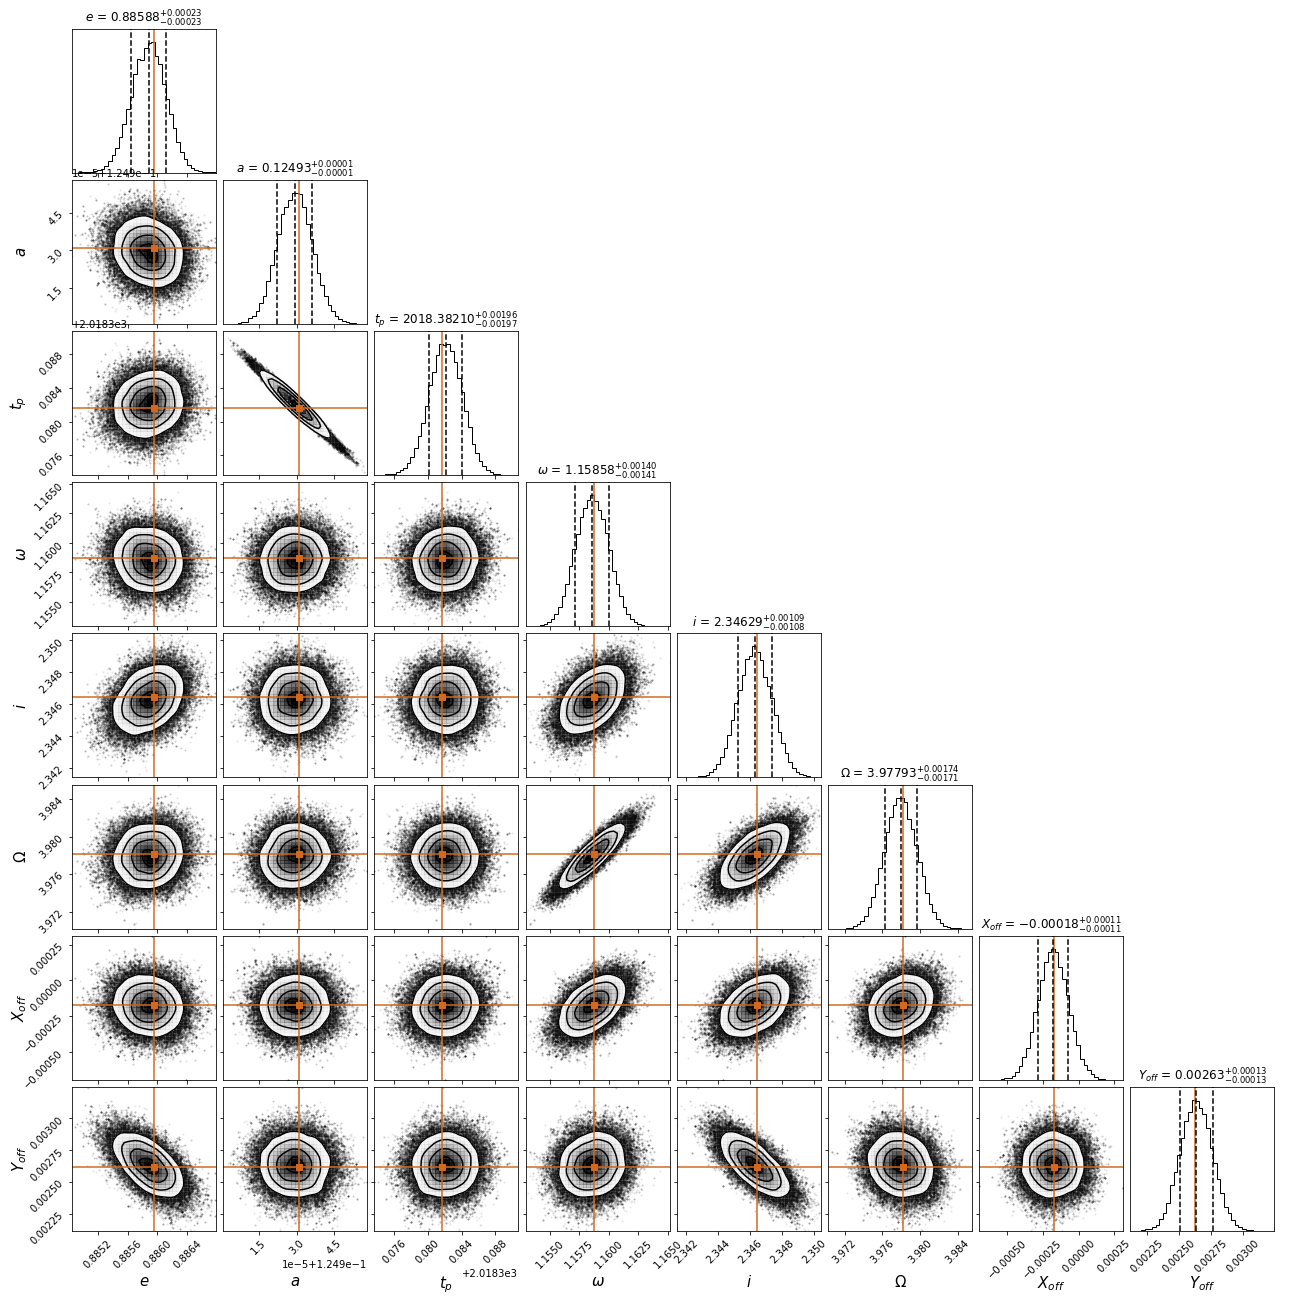 e = 0.88588+0.00023 −0.00023
1e−5+1.249e−1
a = 0.12493+0.00001 −0.00001
a
4.5
3.0
1.5
+2.0183e3
t_p = 2018.38210+0.00196 −0.00197
t_p
0.088
0.084
0.080
0.076
ω = 1.15858+0.00140 −0.00141
ω
1.1650
1.1625
1.1600
1.1575
1.1550
i = 2.34629+0.00109 −0.00108
i
2.350
2.348
2.346
2.344
2.342
Ω = 3.97793+0.00174 −0.00171
Ω
3.984
3.980
3.976
3.972
X_off = −0.00018+0.00011 −0.00011
X_off
0.00025
0.00000
−0.00025
−0.00050
Y_off = 0.00263+0.00013 −0.00013
Y_off
0.00300
0.00275
0.00250
0.00225
0.8852 0.8856 0.8860 0.8864 1.5 3.0 4.5 0.076 0.080 0.084 0.088 1.1550 1.1575 1.1600 1.1625 1.1650 2.342 2.344 2.346 2.348 2.350 3.972 3.976 3.980 3.984 −0.00050 −0.00025 0.00000 0.00025 0.00225 0.00250 0.00275 0.00300
1e−5+1.249e−1 +2.0183e3
e a t_p ω i Ω X_off Y_off